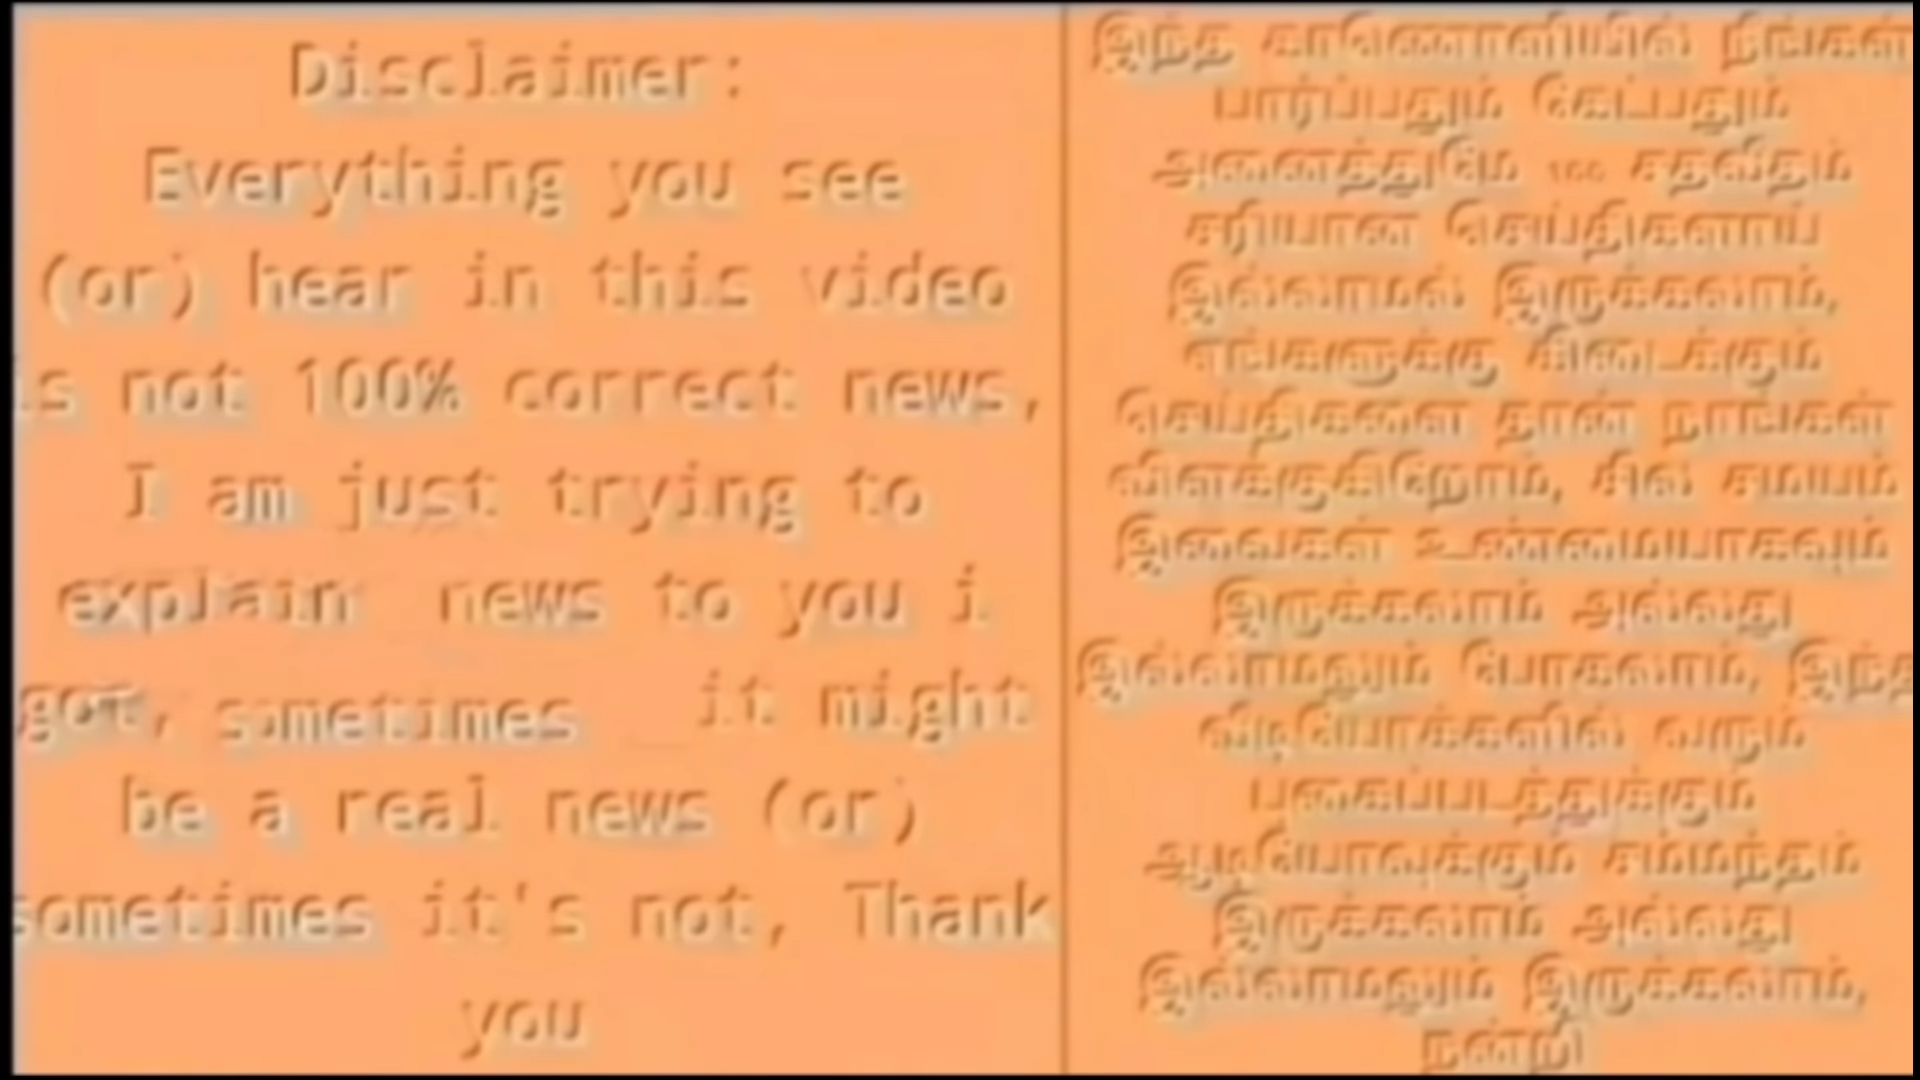 Disclaimer:
Everything you see
(or) hear in this video
is not 100% correct news,
I am just trying to
explain news to you i
got, sometimes it might
be a real news (or)
sometimes it's not, Thank
you
இந்த காணொளியில் நீங்கள்
பார்ப்பதும் கேட்பதும்
அனைத்துமே 100 சதவீதம்
சரியான செய்திகளாய்
இல்லாமல் இருக்கலாம்,
எங்களுக்கு கிடைக்கும்
செய்திகளை தான் நாங்கள்
விளக்குகிறோம், சில சமயம்
இவைகள் உண்மையாகவும்
இருக்கலாம் அல்லது
இல்லாமலும் போகலாம், இந்த
வீடியோக்களில் வரும்
புகைப்படத்துக்கும்
ஆடியோவுக்கும் சம்மந்தம்
இருக்கலாம் அல்லது
இல்லாமலும் இருக்கலாம்,
நன்றி